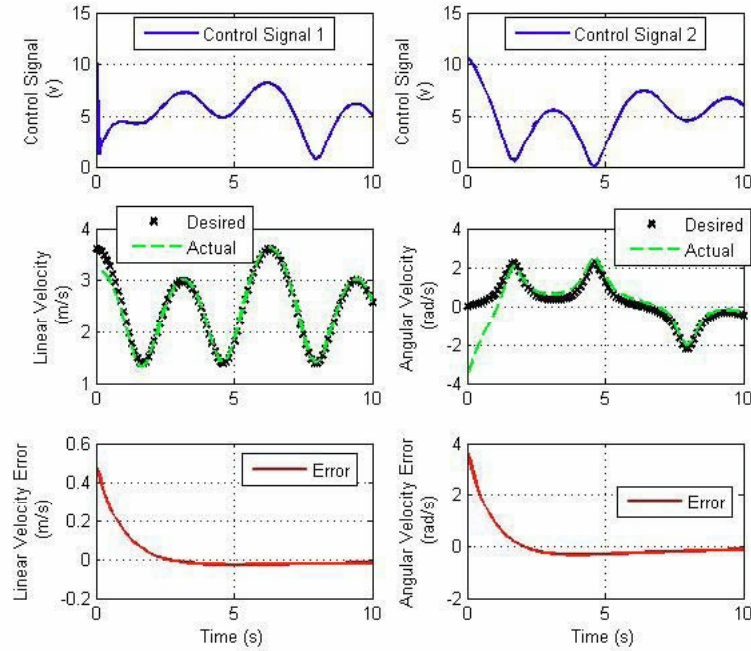 15
10
5
0
0
5
10
Control Signal
(v)
Control Signal 1
15
10
5
0
0
5
10
Control Signal
(v)
Control Signal 2
4
3
2
1
0
5
10
Linear Velocity
(m/s)
Desired
Actual
4
2
0
-2
-4
0
5
10
Angular Velocity
(rad/s)
Desired
Actual
0.6
0.4
0.2
0
-0.2
0
5
10
Linear Velocity Error
(m/s)
Error
Time (s)
4
2
0
-2
0
5
10
Angular Velocity Error
(rad/s)
Error
Time (s)